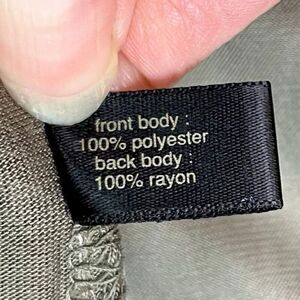 front body :
100% polyester
back body :
100% rayon